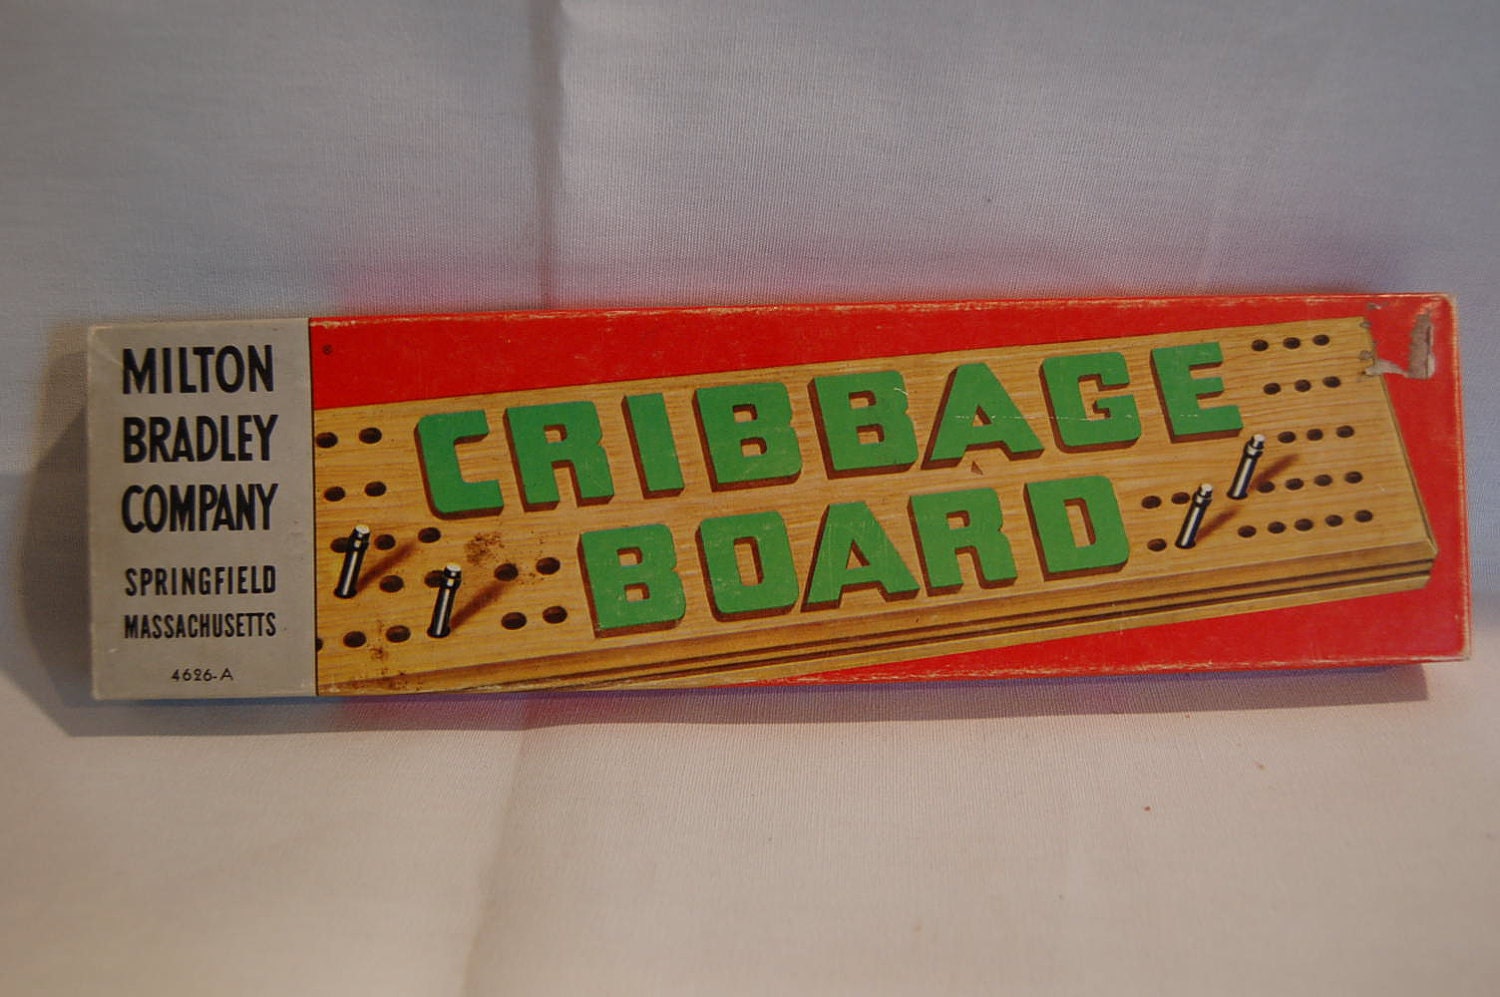 MILTON
BRADLEY
COMPANY
SPRINGFIELD
MASSACHUSETTS
4626-A
CRIBBAGE
BOARD